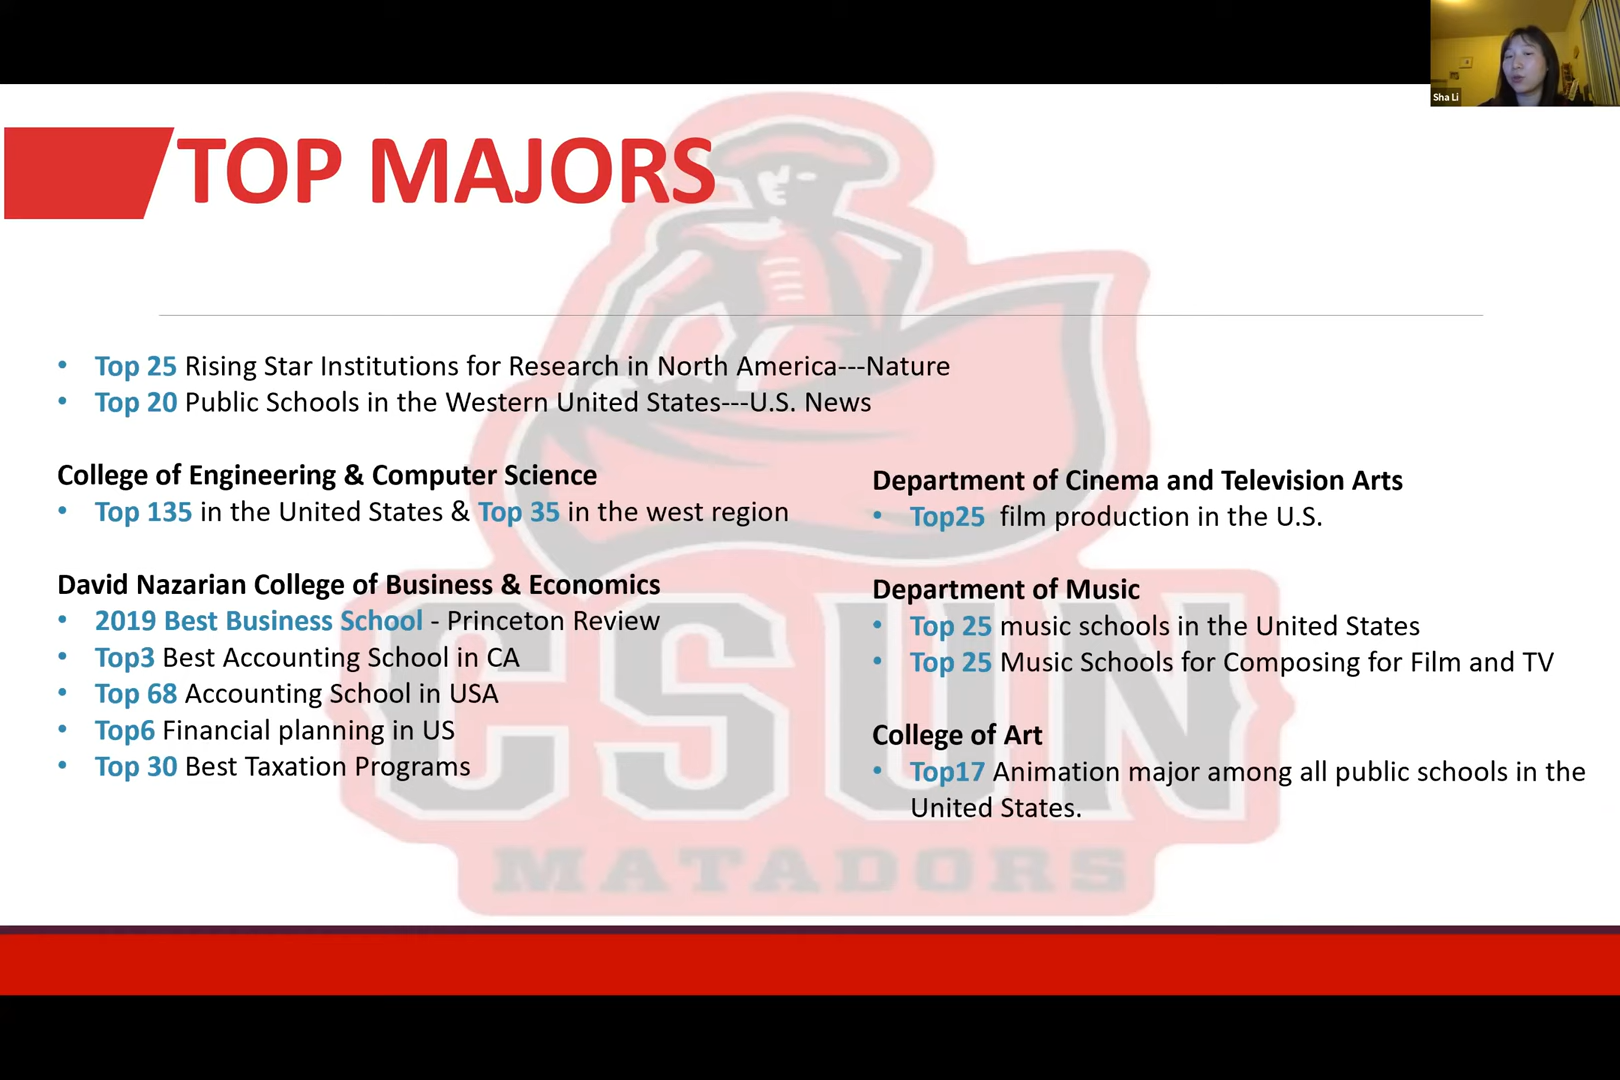 Sha Li
TOP MAJORS
• Top 25 Rising Star Institutions for Research in North America---Nature
• Top 20 Public Schools in the Western United States---U.S. News
College of Engineering & Computer Science
• Top 135 in the United States & Top 35 in the west region
David Nazarian College of Business & Economics
• 2019 Best Business School - Princeton Review
• Top3 Best Accounting School in CA
• Top 68 Accounting School in USA
• Top6 Financial planning in US
• Top 30 Best Taxation Programs
Department of Cinema and Television Arts
• Top25  film production in the U.S.
Department of Music
• Top 25 music schools in the United States
• Top 25 Music Schools for Composing for Film and TV
College of Art
• Top17 Animation major among all public schools in the
United States.
CSUN
MATADORS